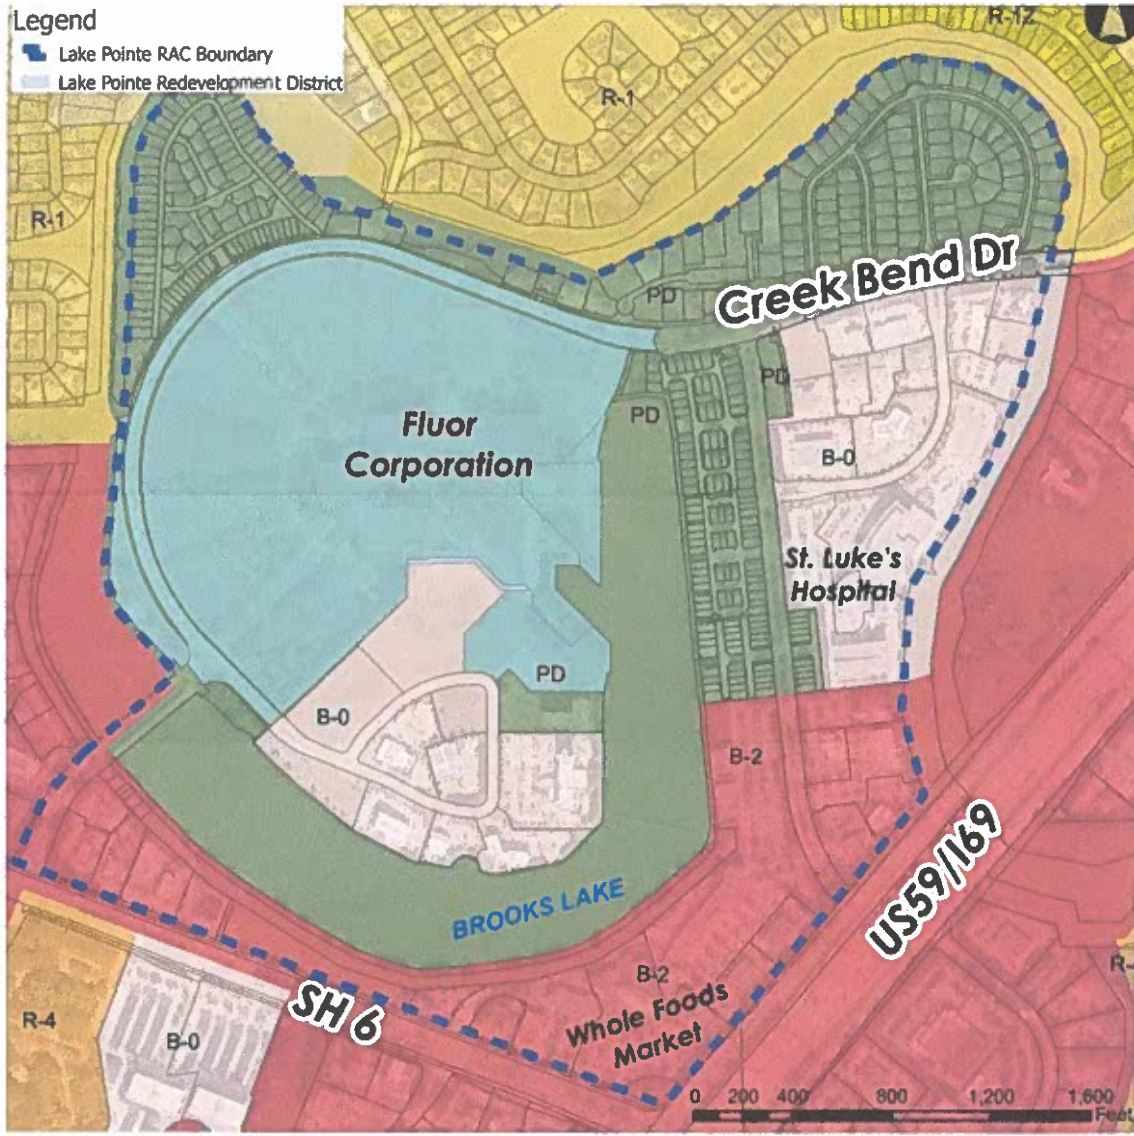 Legend
Lake Pointe RAC Boundary
Lake Pointe Redevelopment District
R-1Z
R-1
R-1
PD
Creek Bend Dr
PD
PD
Fluor
Corporation
B-0
St. Luke's
Hospital
PD
B-0
B-2
US59/I69
BROOKS LAKE
B-2
Whole Foods
Market
SH 6
R-4
B-0
R-
0 200 400 800 1,200 1,600
Feet